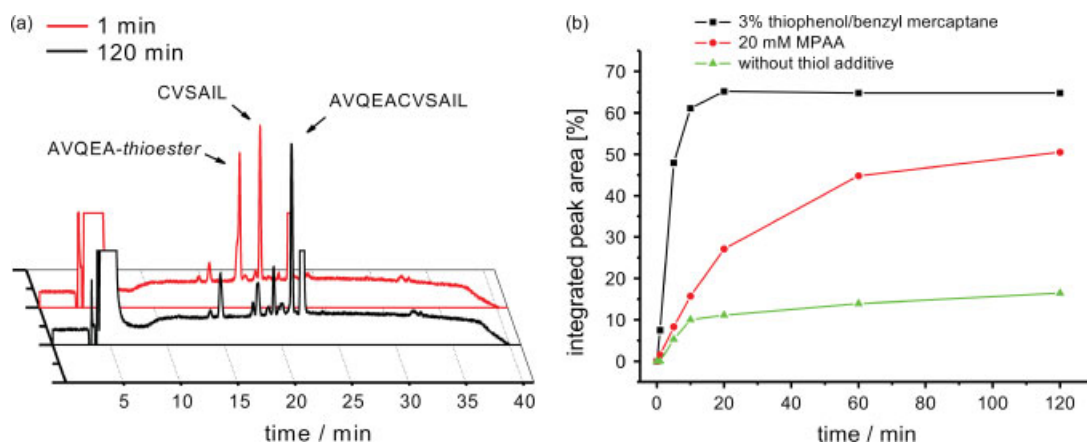 (a)
1 min
120 min
CVSAIL
AVQEACVSAIL
AVQEA-thioester
5 10 15 20 25 30 35 40
time / min
(b)
3% thiophenol/benzyl mercaptane
20 mM MPAA
without thiol additive
integrated peak area [%]
70
60
50
40
30
20
10
0
0 20 40 60 80 100 120
time / min